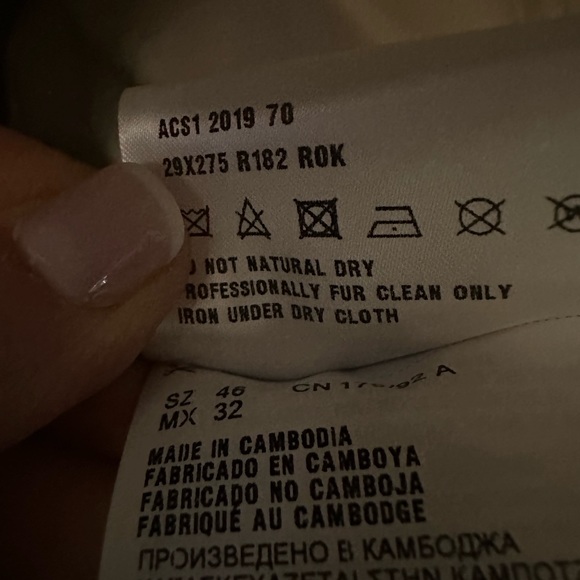 ACS1 2019 70
29X275 R182 ROK
NOT NATURAL DRY
ROFESSIONALLY FUR CLEAN ONLY
IRON UNDER DRY CLOTH
SZ 46 CN A
MX 32
MADE IN CAMBODIA
FABRICADO EN CAMBOYA
FABRICADO NO CAMBOJA
FABRIQUÉ AU CAMBODGE
ПРОИЗВЕДЕНО В КАМБОДЖА